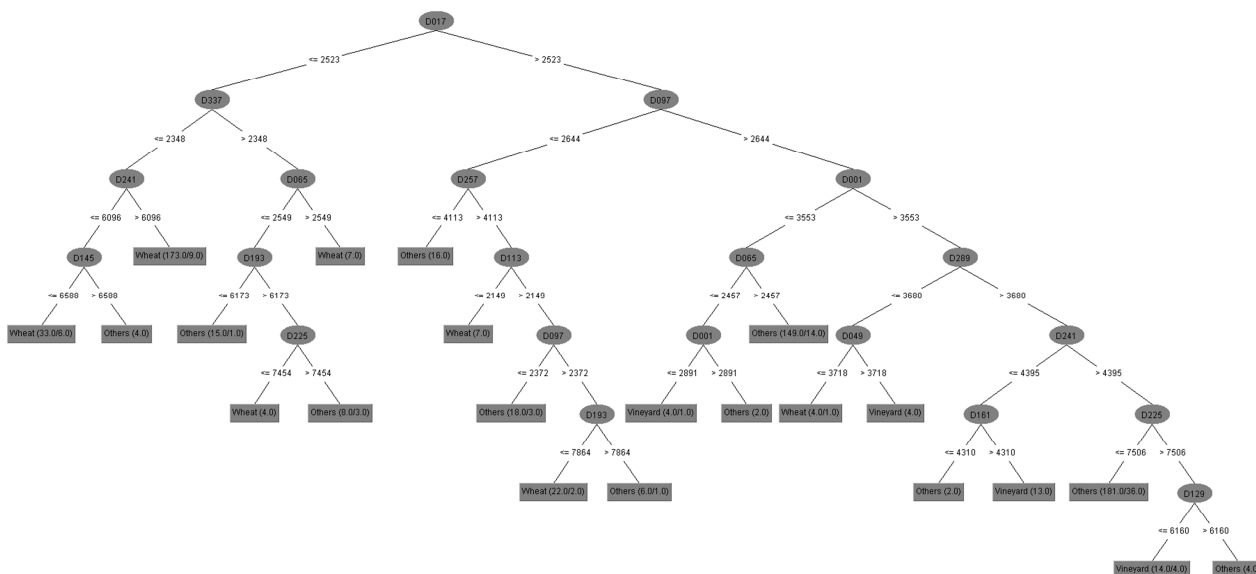 D017
<= 2523
> 2523
D337
D097
<= 2348
> 2348
<= 2644
> 2644
D241
D065
D257
D001
<= 6096
> 6096
<= 2549
> 2549
<= 4113
> 4113
<= 3553
> 3553
D145
Wheat (173.0/9.0)
D193
Wheat (7.0)
Others (16.0)
D113
D065
D289
<= 6588
> 6588
<= 6173
> 6173
<= 2149
> 2149
<= 2457
> 2457
<= 3680
> 3680
Wheat (33.0/6.0)
Others (4.0)
Others (15.0/1.0)
D225
Wheat (7.0)
D097
D001
Others (149.0/14.0)
D049
D241
<= 7454
> 7454
<= 2372
> 2372
<= 2891
> 2891
<= 3718
> 3718
<= 4395
> 4395
Wheat (4.0)
Others (8.0/3.0)
Others (18.0/3.0)
D193
Vineyard (4.0/1.0)
Others (2.0)
Wheat (4.0/1.0)
Vineyard (4.0)
D161
D225
<= 7864
> 7864
<= 4310
> 4310
<= 7506
> 7506
Wheat (22.0/2.0)
Others (6.0/1.0)
Others (2.0)
Vineyard (13.0)
Others (181.0/36.0)
D129
<= 6160
> 6160
Vineyard (14.0/4.0)
Others (4.0